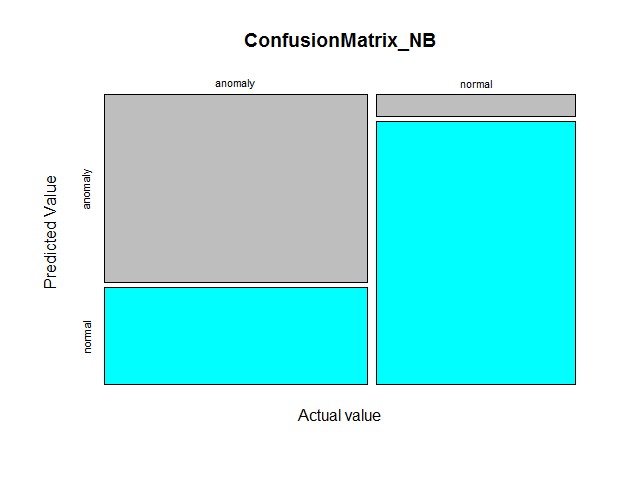 ConfusionMatrix_NB
anomaly
normal
Predicted Value
anomaly
normal
Actual value